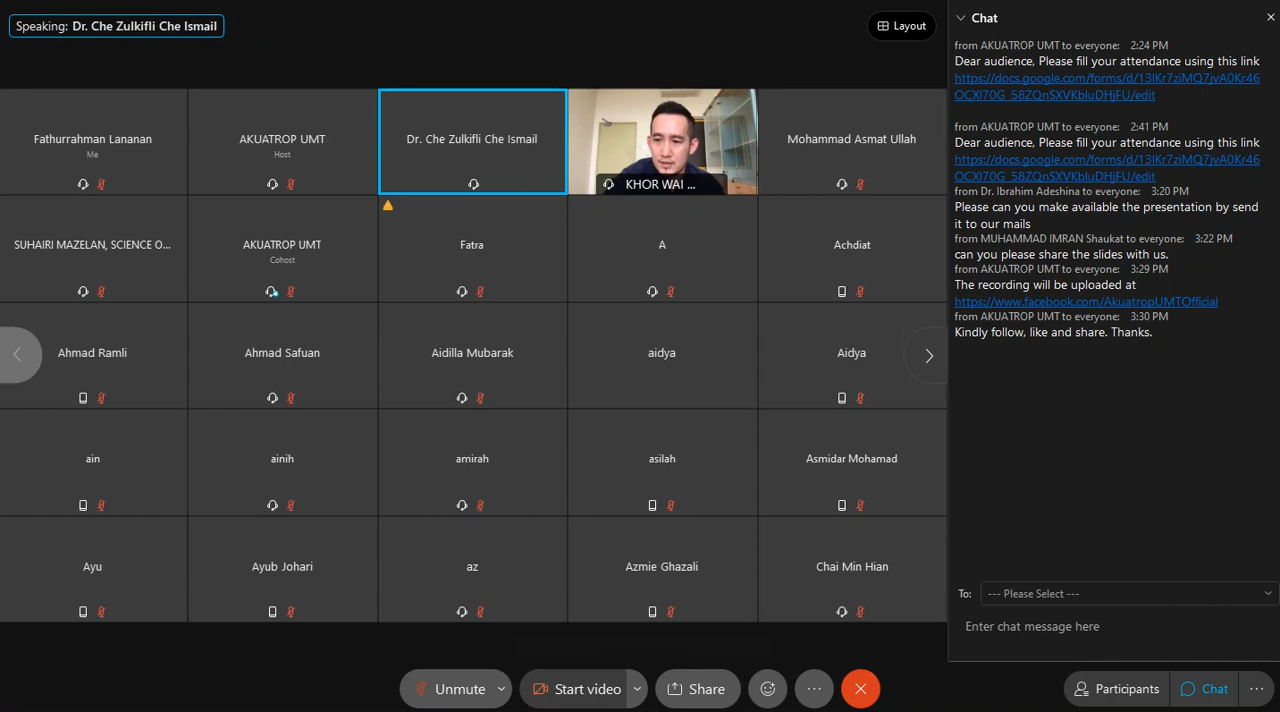 Speaking: Dr. Che Zulkifli Che Ismail
Layout
Fathurrahman Lananan
Me
AKUATROP UMT
Host
Dr. Che Zulkifli Che Ismail
KHOR WAI ...
Mohammad Asmat Ullah
SUHAIRI MAZELAN, SCIENCE O...
AKUATROP UMT
Cohost
Fatra
A
Achdiat
Ahmad Ramli
Ahmad Safuan
Aidilla Mubarak
aidya
Aidya
ain
ainih
amirah
asilah
Asmidar Mohamad
Ayu
Ayub Johari
az
Azmie Ghazali
Chai Min Hian
Unmute
Start video
Share
Chat
from AKUATROP UMT to everyone: 2:24 PM
Dear audience, Please fill your attendance using this link
https://docs.google.com/forms/d/13IKr7ziMQ7jvA0Kr46
OCXI70G_58ZQnSXVKbluDHjFU/edit
from AKUATROP UMT to everyone: 2:41 PM
Dear audience, Please fill your attendance using this link
https://docs.google.com/forms/d/13IKr7ziMQ7jvA0Kr46
OCXI70G_58ZQnSXVKbluDHjFU/edit
from Dr. Ibrahim Adeshina to everyone: 3:20 PM
Please can you make available the presentation by send
it to our mails
from MUHAMMAD IMRAN Shaukat to everyone: 3:22 PM
can you please share the slides with us.
from AKUATROP UMT to everyone: 3:29 PM
The recording will be uploaded at
https://www.facebook.com/AkuatropUMTOfficial
from AKUATROP UMT to everyone: 3:30 PM
Kindly follow, like and share. Thanks.
To: --- Please Select ---
Enter chat message here
Participants
Chat